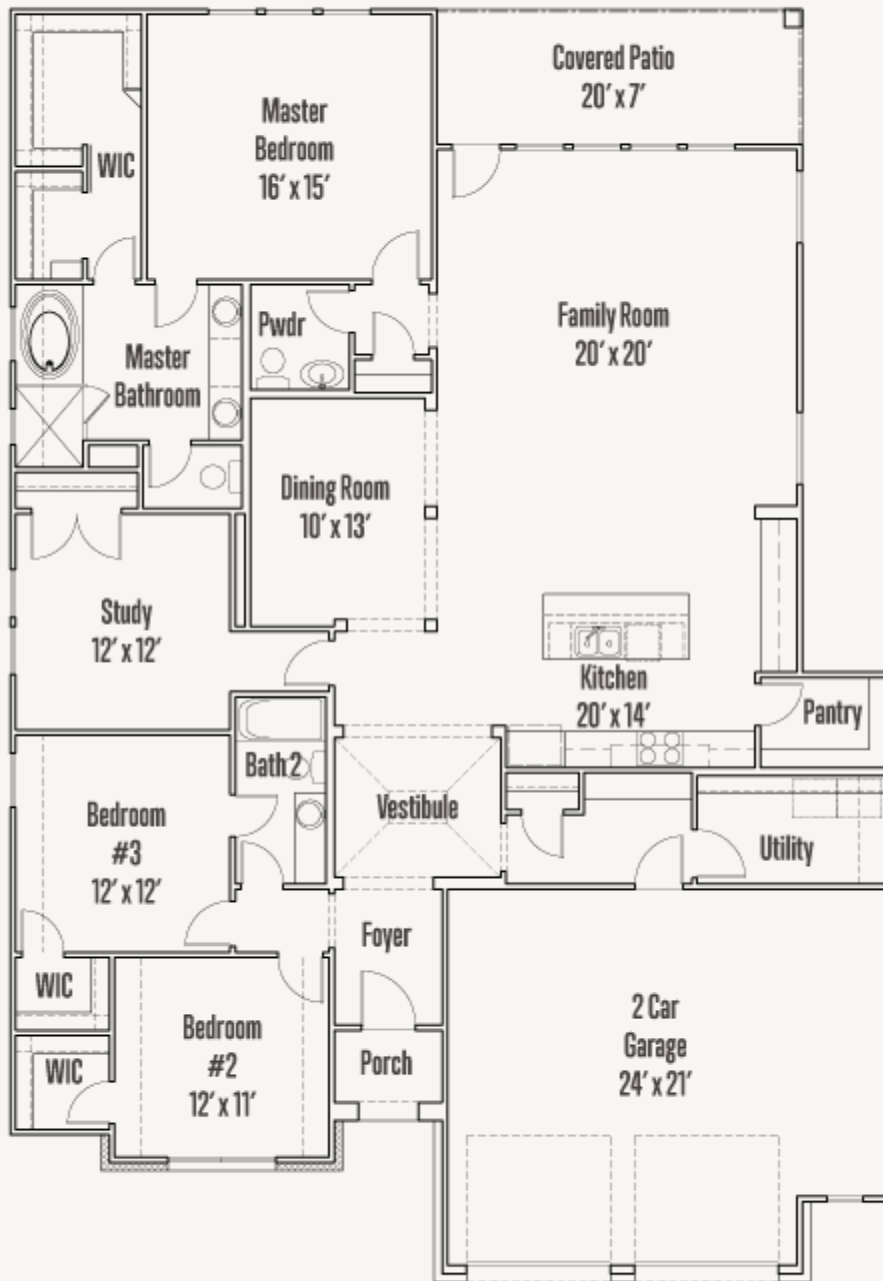 Covered Patio
20' x 7'
Master
Bedroom
16' x 15'
WIC
Pwdr
Family Room
20' x 20'
Master
Bathroom
Dining Room
10' x 13'
Study
12' x 12'
Kitchen
20' x 14'
Pantry
Bath 2
Vestibule
Bedroom
#3
12' x 12'
Utility
Foyer
WIC
Bedroom
#2
12' x 11'
2 Car
Garage
24' x 21'
WIC
Porch